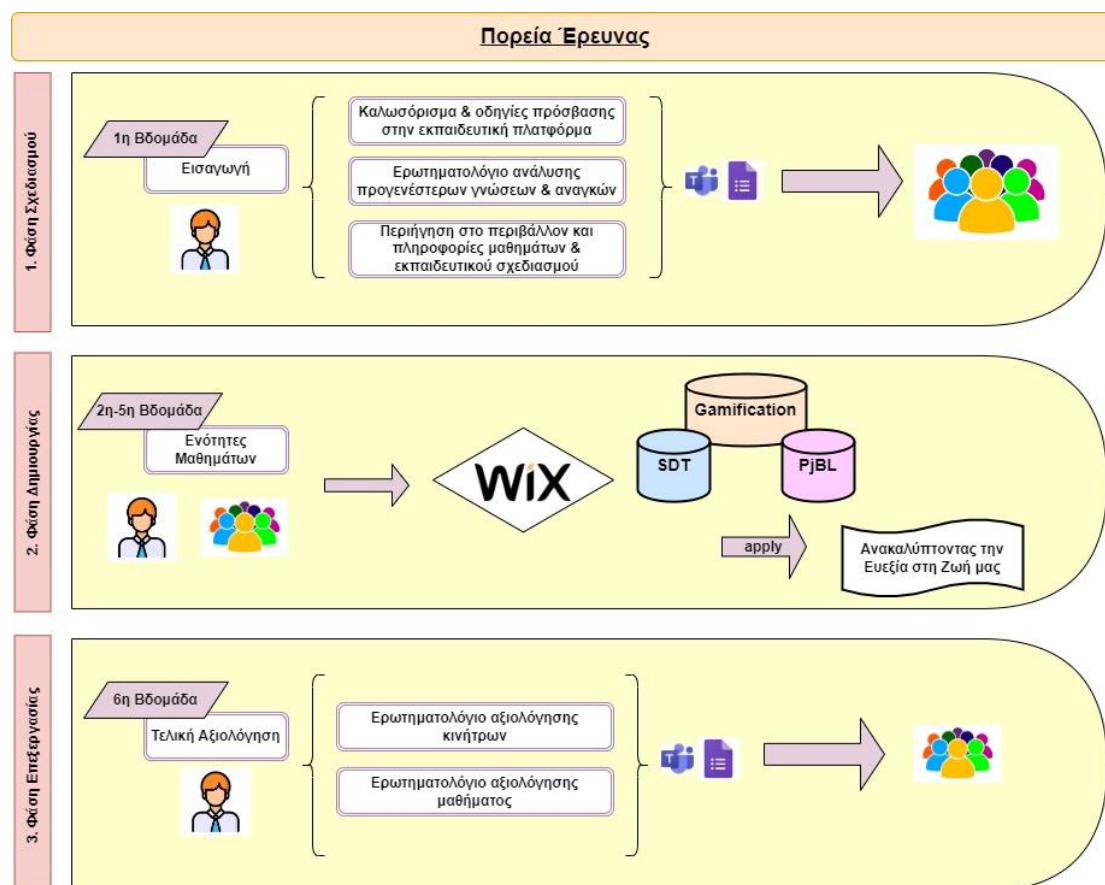 Πορεία Έρευνας
1. Φάση Σχεδιασμού
1η Βδομάδα
Εισαγωγή
Καλωσόρισμα & οδηγίες πρόσβασης
στην εκπαιδευτική πλατφόρμα
Ερωτηματολόγιο ανάλυσης
προγενέστερων γνώσεων & αναγκών
Περιήγηση στο περιβάλλον και
πληροφορίες μαθημάτων &
εκπαιδευτικού σχεδιασμού
T
2. Φάση Δημιουργίας
2η-5η Βδομάδα
Ενότητες
Μαθημάτων
WiX
Gamification
SDT
PjBL
apply
Ανακαλύπτοντας την
Ευεξία στη Ζωή μας
3. Φάση Επεξεργασίας
6η Βδομάδα
Τελική Αξιολόγηση
Ερωτηματολόγιο αξιολόγησης
κινήτρων
Ερωτηματολόγιο αξιολόγησης
μαθήματος
T